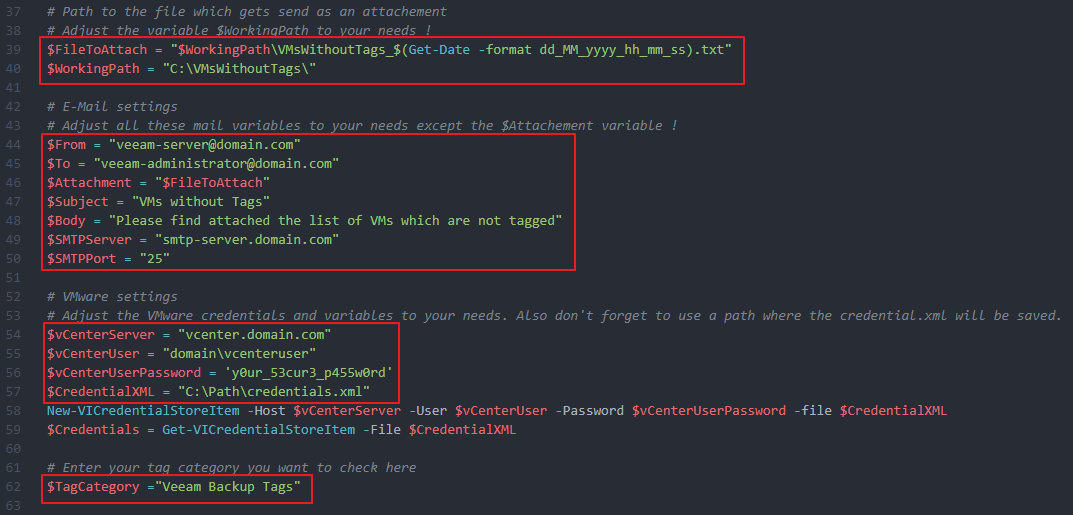 37 # Path to the file which gets send as an attachement
38 # Adjust the variable $WorkingPath to your needs !
39 $FileToAttach = "$WorkingPath\VMsWithoutTags_$(Get-Date -format dd_MM_yyyy_hh_mm_ss).txt"
40 $WorkingPath = "C:\VMsWithoutTags\"
41
42 # E-Mail settings
43 # Adjust all these mail variables to your needs except the $Attachement variable !
44 $From = "veeam-server@domain.com"
45 $To = "veeam-administrator@domain.com"
46 $Attachment = "$FileToAttach"
47 $Subject = "VMs without Tags"
48 $Body = "Please find attached the list of VMs which are not tagged"
49 $SMTPServer = "smtp-server.domain.com"
50 $SMTPPort = "25"
51
52 # VMware settings
53 # Adjust the VMware credentials and variables to your needs. Also don't forget to use a path where the credential.xml will be saved.
54 $vCenterServer = "vcenter.domain.com"
55 $vCenterUser = "domain\vcenteruser"
56 $vCenterUserPassword = 'y0ur_53cur3_p455w0rd'
57 $CredentialXML = "C:\Path\credentials.xml"
58 New-VICredentialStoreItem -Host $vCenterServer -User $vCenterUser -Password $vCenterUserPassword -file $CredentialXML
59 $Credentials = Get-VICredentialStoreItem -File $CredentialXML
60
61 # Enter your tag category you want to check here
62 $TagCategory ="Veeam Backup Tags"
63